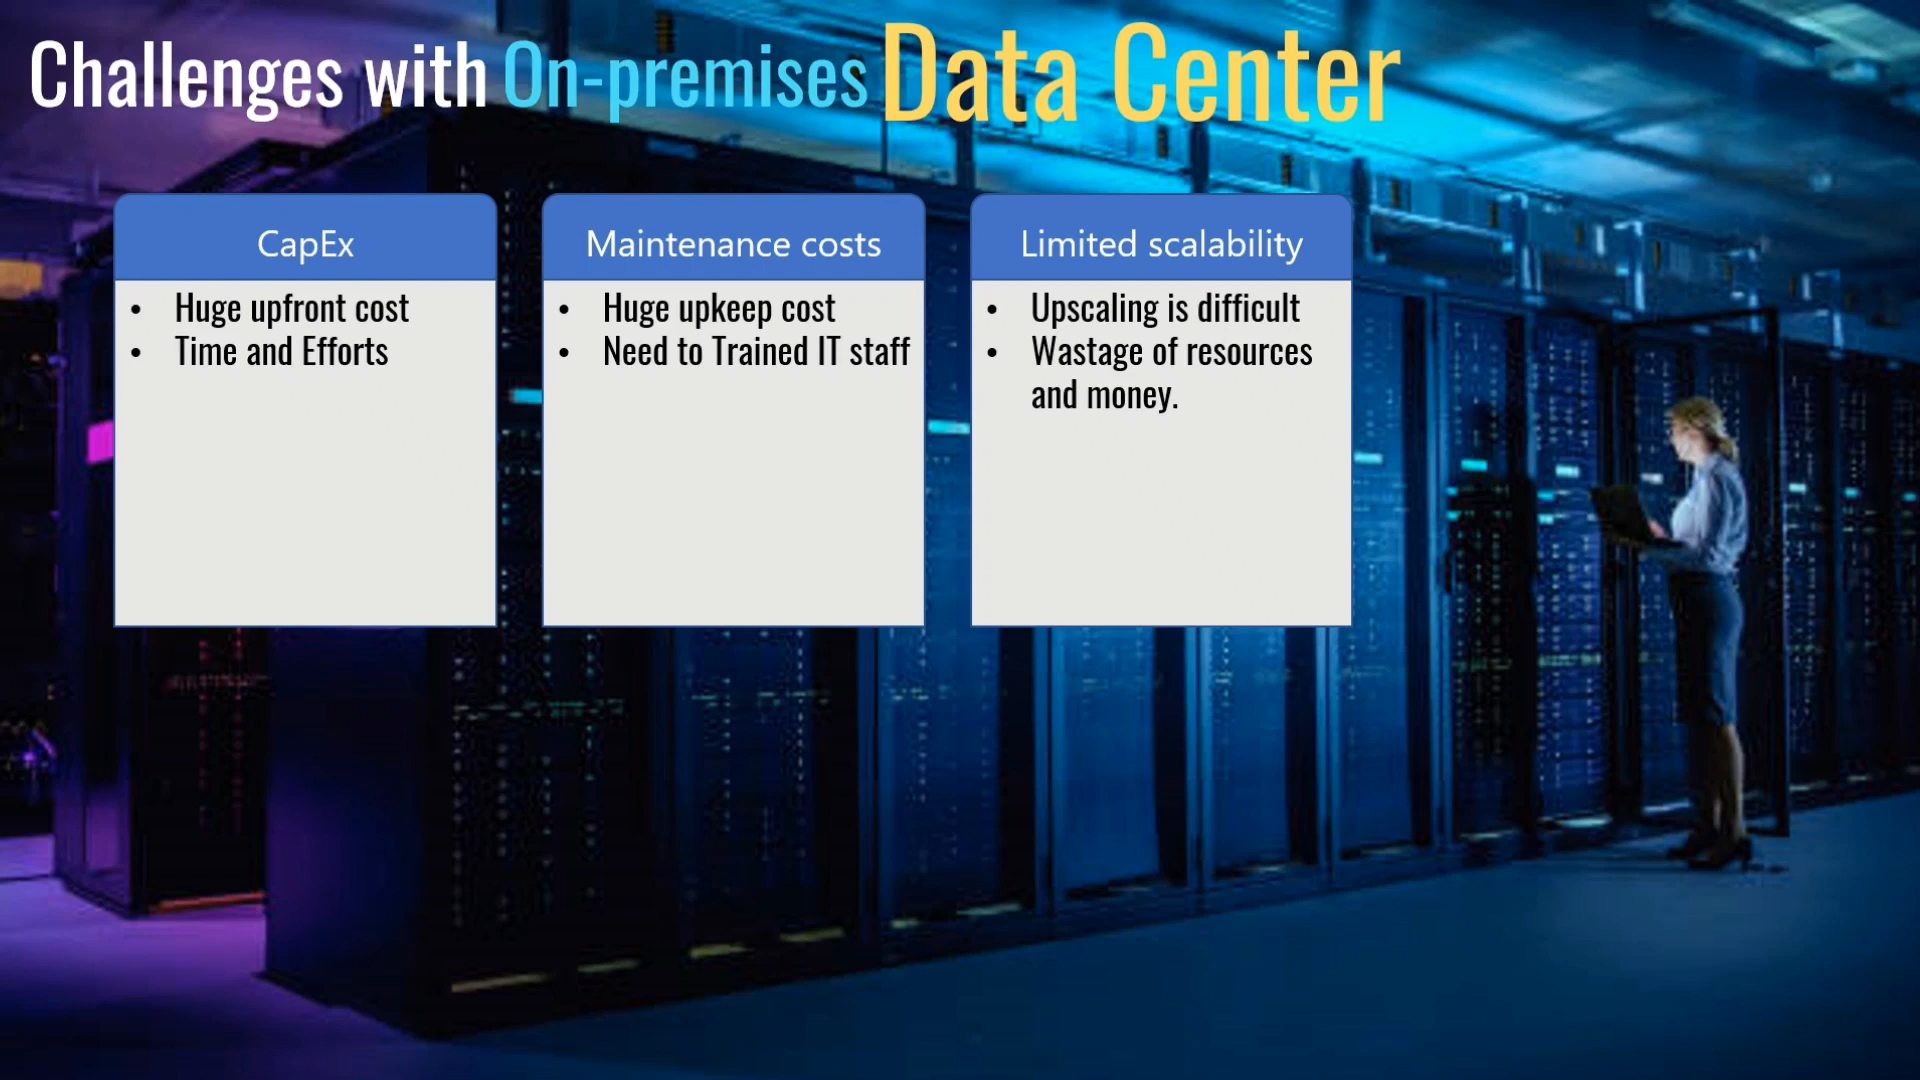 Challenges with On-premises Data Center
CapEx
• Huge upfront cost
• Time and Efforts
Maintenance costs
• Huge upkeep cost
• Need to Trained IT staff
Limited scalability
• Upscaling is difficult
• Wastage of resources
and money.